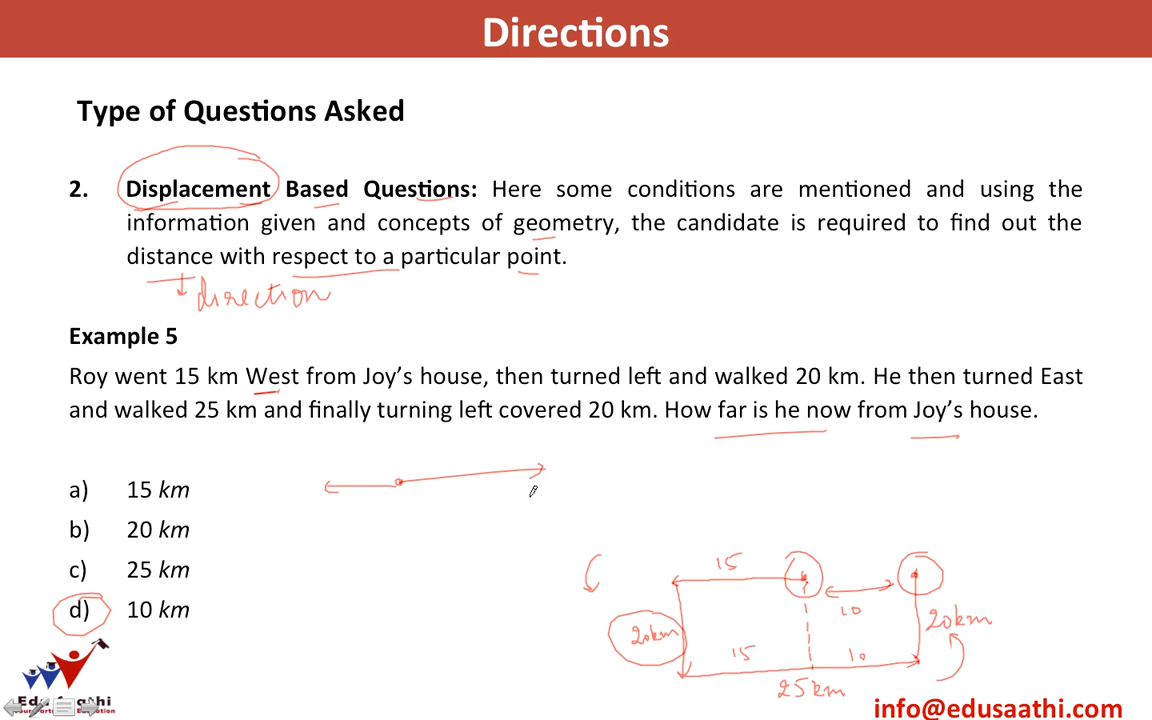 Directions
Type of Questions Asked
2. Displacement Based Questions: Here some conditions are mentioned and using the
information given and concepts of geometry, the candidate is required to find out the
distance with respect to a particular point.
direction
Example 5
Roy went 15 km West from Joy’s house, then turned left and walked 20 km. He then turned East
and walked 25 km and finally turning left covered 20 km. How far is he now from Joy’s house.
a) 15 km
b) 20 km
c) 25 km
d) 10 km
15
10
20km
20km
15
10
25km
info@edusaathi.com